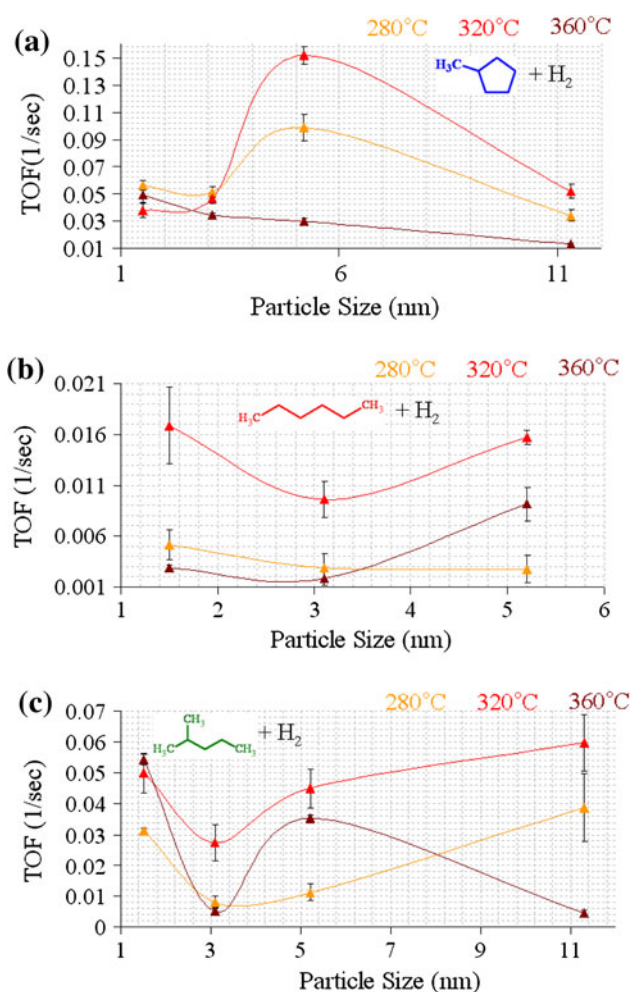 (a)
280°C 320°C 360°C
0.15
0.13
0.11
0.09
0.07
0.05
0.03
0.01
TOF(1/sec)
H₃C
+ H₂
1 6 11
Particle Size (nm)
(b)
280°C 320°C 360°C
0.021
0.016
0.011
0.006
0.001
TOF (1/sec)
H₃C CH₃ + H₂
1 2 3 4 5 6
Particle Size (nm)
(c)
280°C 320°C 360°C
0.07
0.06
0.05
0.04
0.03
0.02
0.01
0
TOF (1/sec)
CH₃
H₃C CH₃ + H₂
1 3 5 7 9 11
Particle Size (nm)